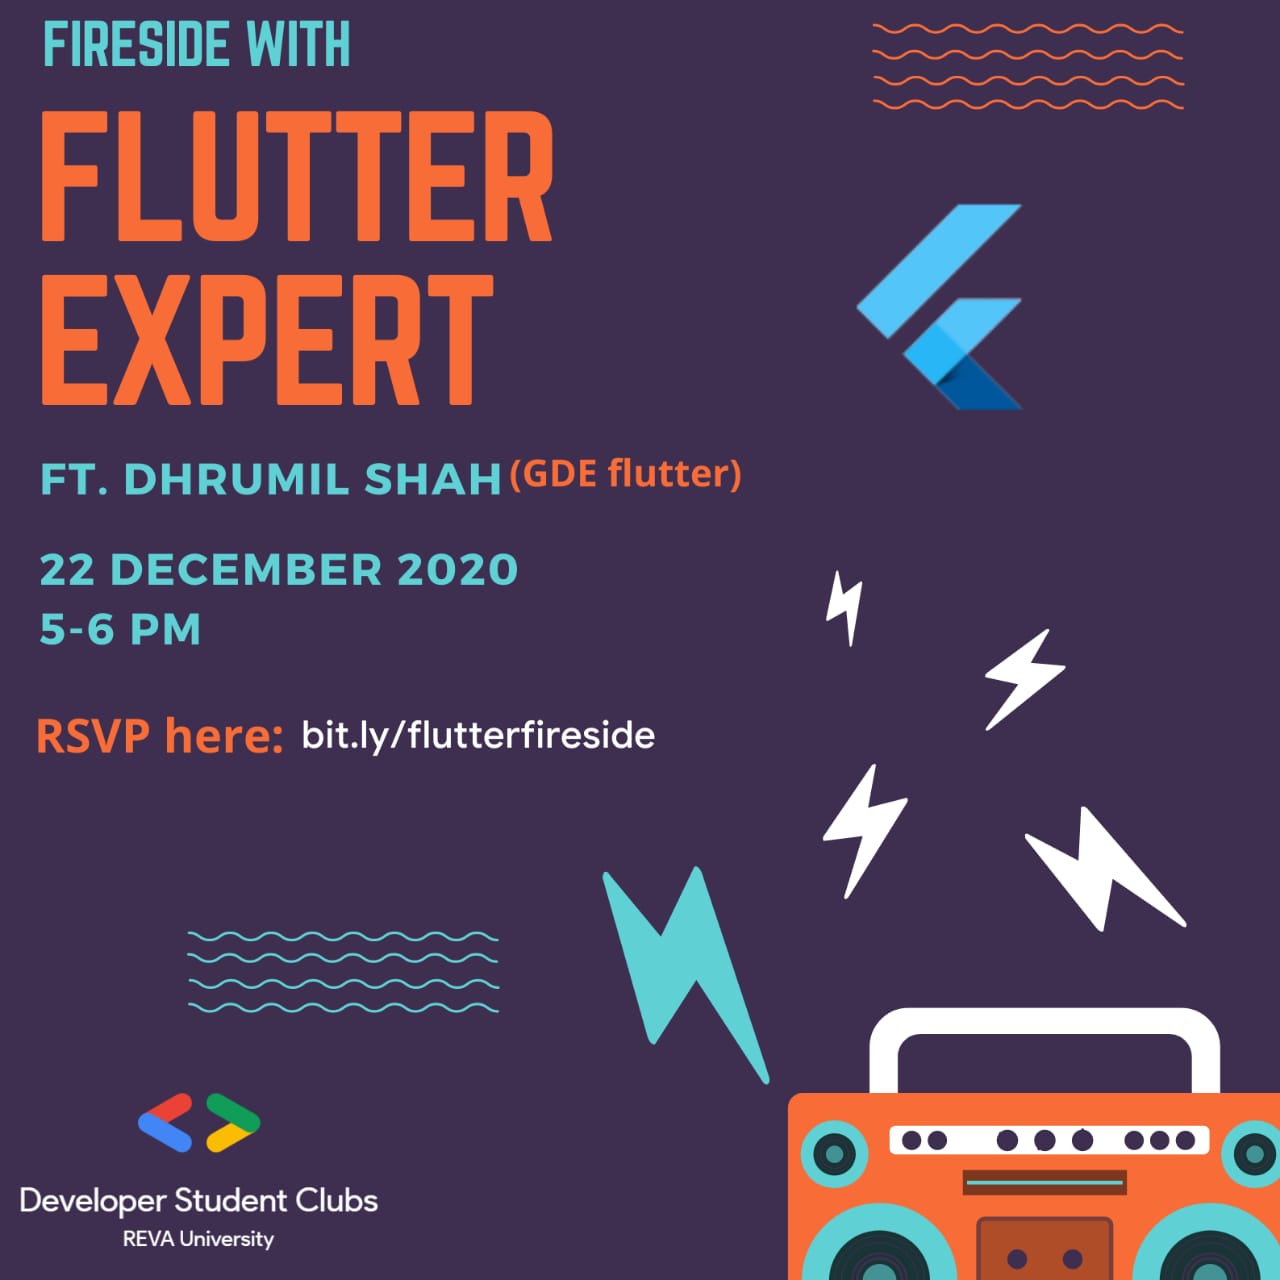 FIRESIDE WITH
FLUTTER
EXPERT
FT. DHRUMIL SHAH (GDE flutter)
22 DECEMBER 2020
5-6 PM
RSVP here: bit.ly/flutterfireside
Developer Student Clubs
REVA University